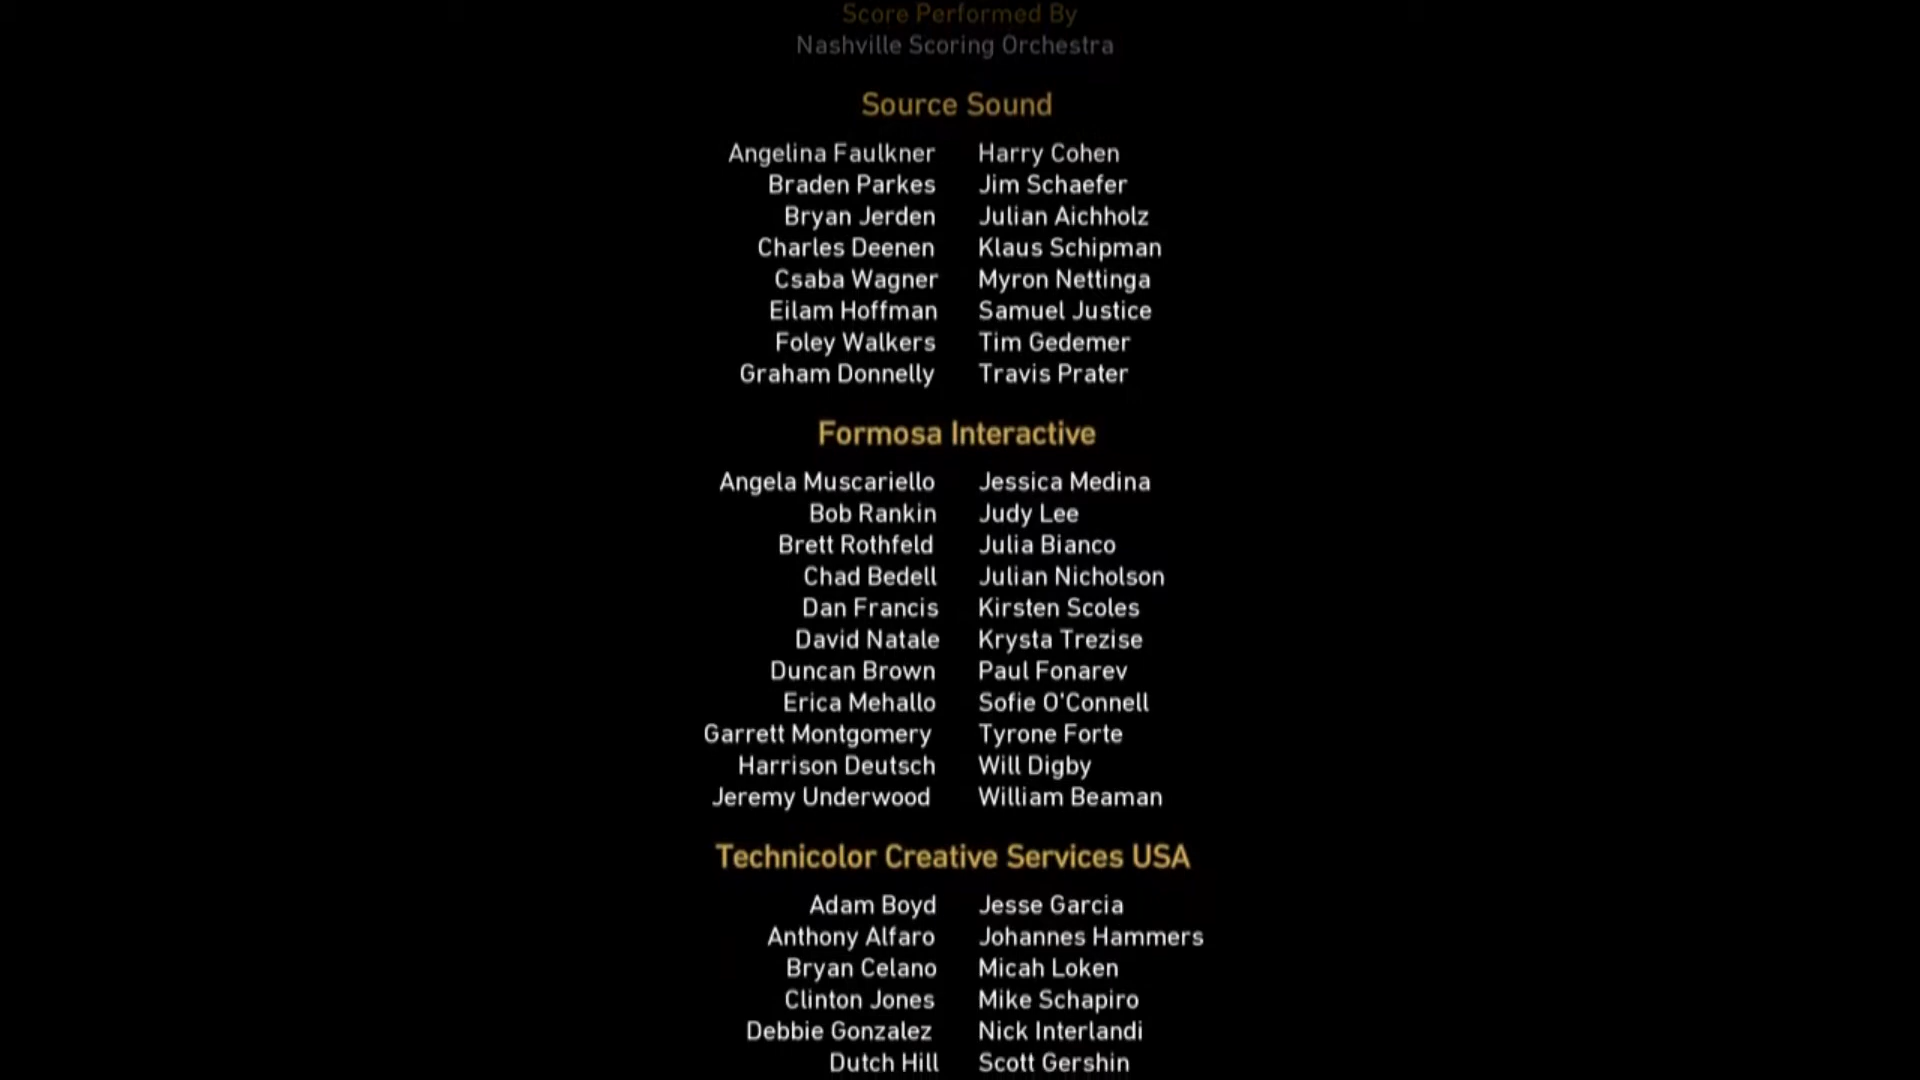 Score Performed By
Nashville Scoring Orchestra
Source Sound
Angelina Faulkner Harry Cohen
Braden Parkes Jim Schaefer
Bryan Jerden Julian Aichholz
Charles Deenen Klaus Schipman
Csaba Wagner Myron Nettinga
Eilam Hoffman Samuel Justice
Foley Walkers Tim Gedemer
Graham Donnelly Travis Prater
Formosa Interactive
Angela Muscariello Jessica Medina
Bob Rankin Judy Lee
Brett Rothfeld Julia Bianco
Chad Bedell Julian Nicholson
Dan Francis Kirsten Scoles
David Natale Krysta Trezise
Duncan Brown Paul Fonarev
Erica Mehallo Sofie O'Connell
Garrett Montgomery Tyrone Forte
Harrison Deutsch Will Digby
Jeremy Underwood William Beaman
Technicolor Creative Services USA
Adam Boyd Jesse Garcia
Anthony Alfaro Johannes Hammers
Bryan Celano Micah Loken
Clinton Jones Mike Schapiro
Debbie Gonzalez Nick Interlandi
Dutch Hill Scott Gershin